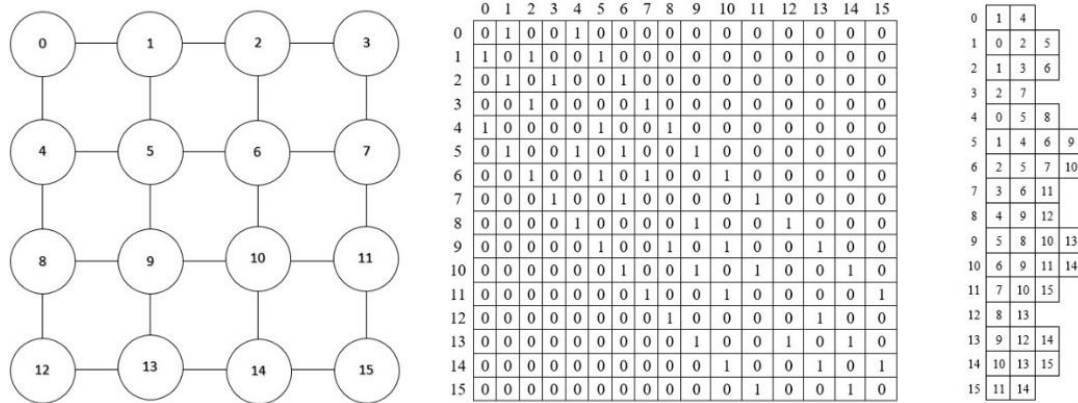 0 1 2 3
4 5 6 7
8 9 10 11
12 13 14 15
0 1 2 3 4 5 6 7 8 9 10 11 12 13 14 15
0 0 1 0 0 1 0 0 0 0 0 0 0 0 0 0 0
1 1 0 1 0 0 1 0 0 0 0 0 0 0 0 0 0
2 0 1 0 1 0 0 1 0 0 0 0 0 0 0 0 0
3 0 0 1 0 0 0 0 1 0 0 0 0 0 0 0 0
4 1 0 0 0 0 1 0 0 1 0 0 0 0 0 0 0
5 0 1 0 0 1 0 1 0 0 1 0 0 0 0 0 0
6 0 0 1 0 0 1 0 1 0 0 1 0 0 0 0 0
7 0 0 0 1 0 0 1 0 0 0 0 1 0 0 0 0
8 0 0 0 0 1 0 0 0 0 1 0 0 1 0 0 0
9 0 0 0 0 0 1 0 0 1 0 1 0 0 1 0 0
10 0 0 0 0 0 0 1 0 0 1 0 1 0 0 1 0
11 0 0 0 0 0 0 0 1 0 0 1 0 0 0 0 1
12 0 0 0 0 0 0 0 0 1 0 0 0 0 1 0 0
13 0 0 0 0 0 0 0 0 0 1 0 0 1 0 1 0
14 0 0 0 0 0 0 0 0 0 0 1 0 0 1 0 1
15 0 0 0 0 0 0 0 0 0 0 0 1 0 0 1 0
0 1 4
1 0 2 5
2 1 3 6
3 2 7
4 0 5 8
5 1 4 6 9
6 2 5 7 10
7 3 6 11
8 4 9 12
9 5 8 10 13
10 6 9 11 14
11 7 10 15
12 8 13
13 9 12 14
14 10 13 15
15 11 14